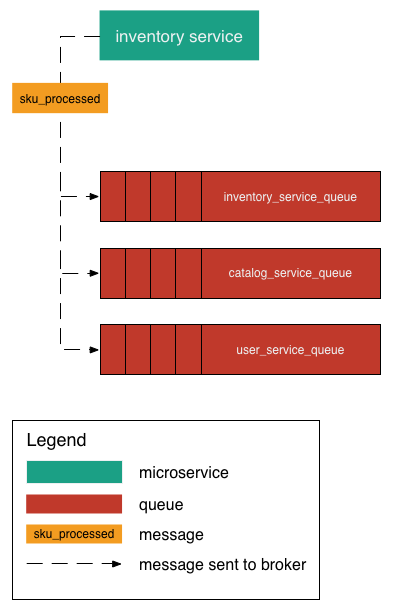 inventory service
sku_processed
inventory_service_queue
catalog_service_queue
user_service_queue
Legend
microservice
queue
sku_processed
message
message sent to broker